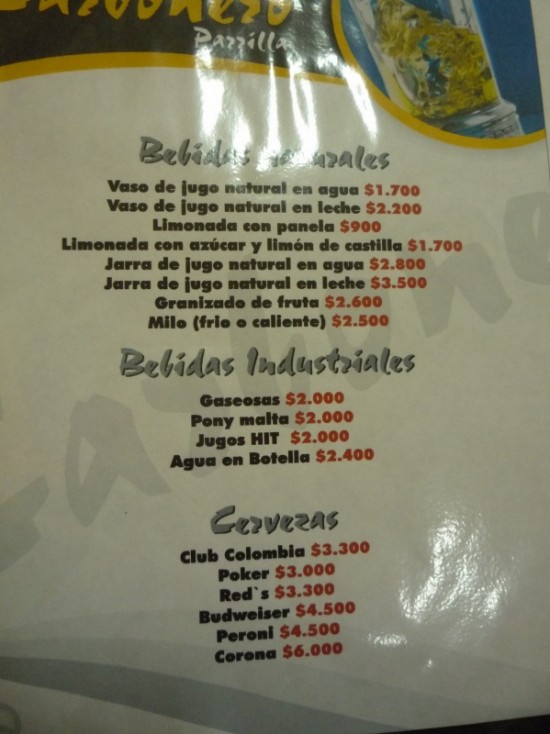 Carbonero
Parrilla
Bebidas Naturales
Vaso de jugo natural en agua $1.700
Vaso de jugo natural en leche $2.200
Limonada con panela $900
Limonada con azúcar y limón de castilla $1.700
Jarra de jugo natural en agua $2.800
Jarra de jugo natural en leche $3.500
Granizado de fruta $2.600
Milo (frio o caliente) $2.500
Bebidas Industriales
Gaseosas $2.000
Pony malta $2.000
Jugos HIT $2.000
Agua en Botella $2.400
Cervezas
Club Colombia $3.300
Poker $3.000
Red`s $3.300
Budweiser $4.500
Peroni $4.500
Corona $6.000